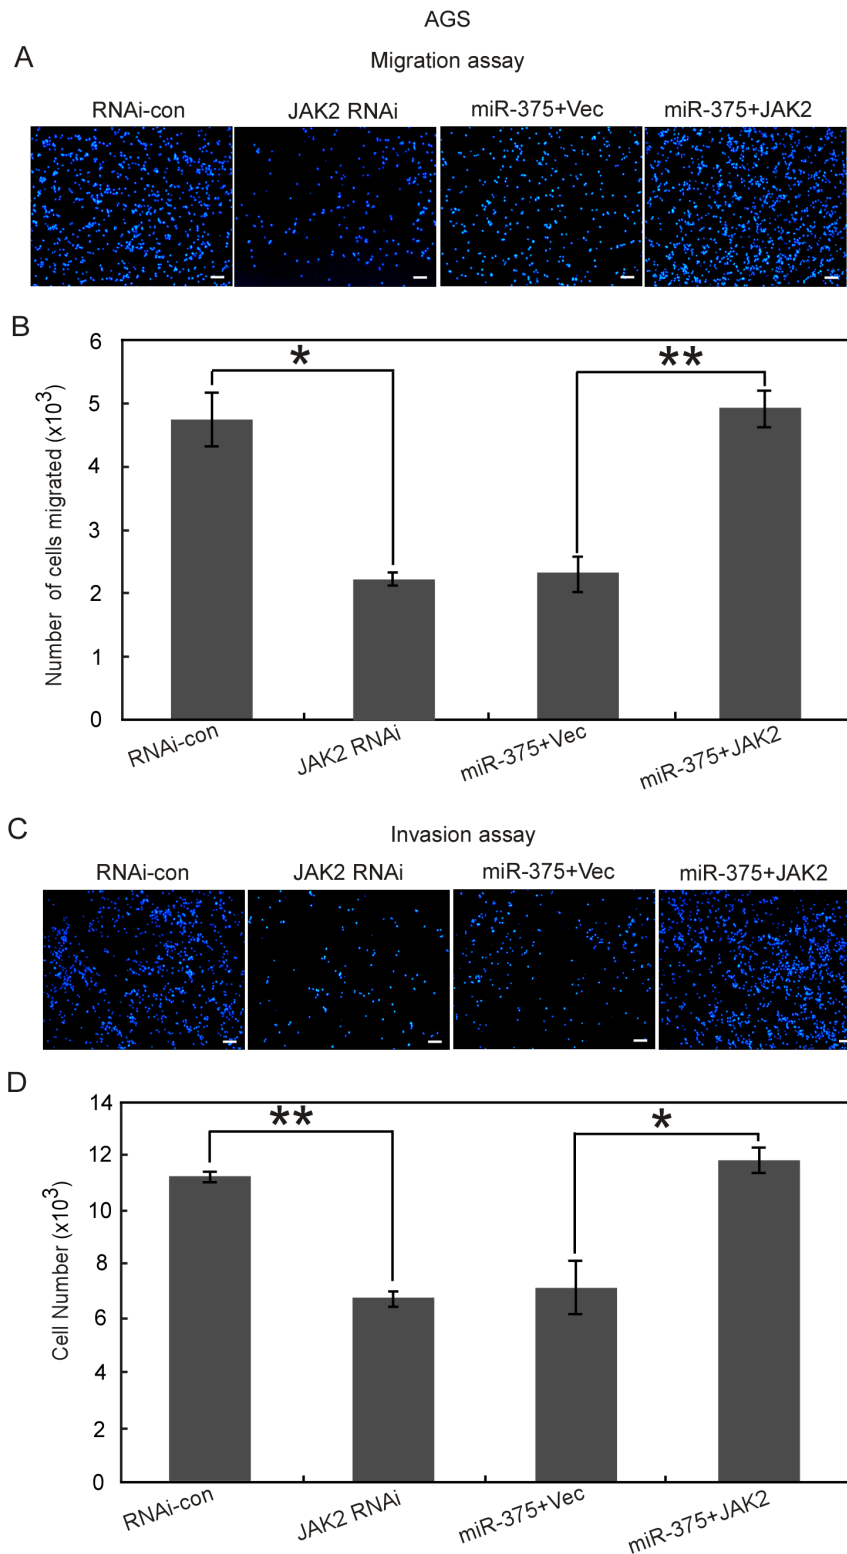 AGS
A
Migration assay
RNAi-con JAK2 RNAi miR-375+Vec miR-375+JAK2
B
Number of cells migrated (x10³)
6
5
4
3
2
1
0
* **
RNAi-con JAK2 RNAi miR-375+Vec miR-375+JAK2
C
Invasion assay
RNAi-con JAK2 RNAi miR-375+Vec miR-375+JAK2
D
Cell Number (x10³)
14
12
10
8
6
4
2
0
** *
RNAi-con JAK2 RNAi miR-375+Vec miR-375+JAK2